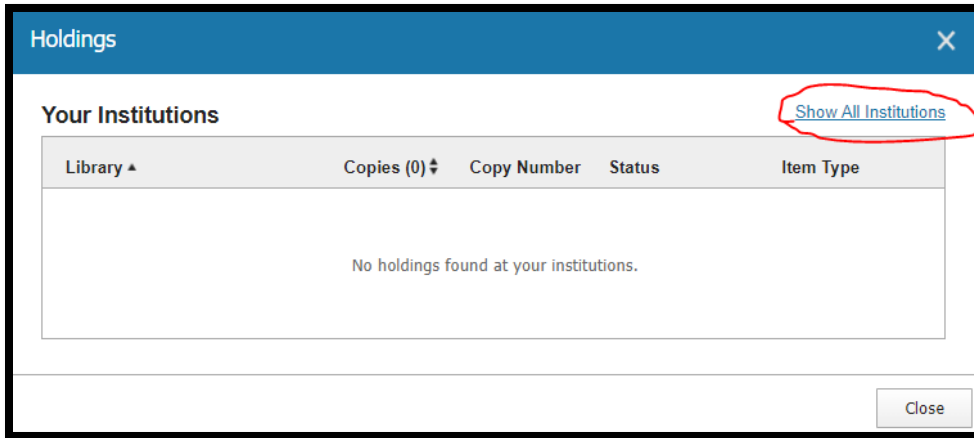 Holdings
Your Institutions
Show All Institutions
Library Copies (0) Copy Number Status Item Type
No holdings found at your institutions.
Close